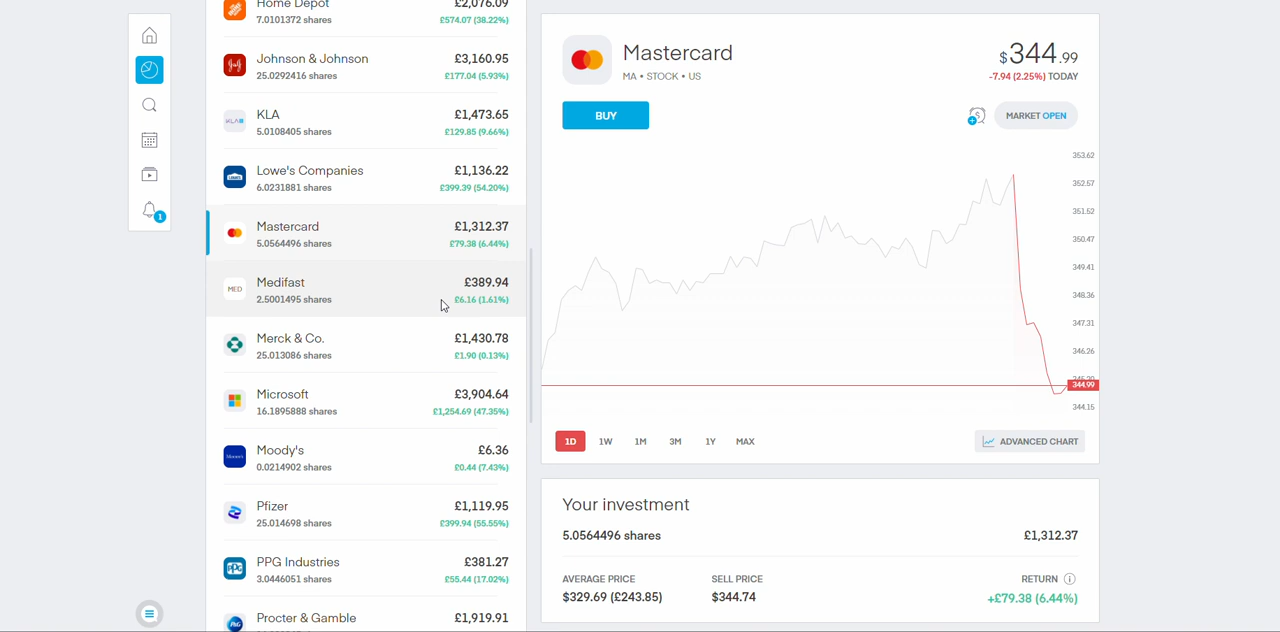 Home Depot
£2,076.09
7.0101372 shares
£574.07 (38.22%)
Johnson & Johnson
£3,160.95
25.0292416 shares
£177.04 (5.93%)
KLA
£1,473.65
5.0108405 shares
£129.85 (9.66%)
Lowe's Companies
£1,136.22
6.0231881 shares
£399.39 (54.20%)
Mastercard
£1,312.37
5.0564496 shares
£79.38 (6.44%)
MED
Medifast
£389.94
2.5001495 shares
£6.16 (1.61%)
Merck & Co.
£1,430.78
25.013086 shares
£1.90 (0.13%)
Microsoft
£3,904.64
16.1895888 shares
£1,254.69 (47.35%)
Moody's
£6.36
0.0214902 shares
£0.44 (7.43%)
Pfizer
£1,119.95
25.014698 shares
£399.94 (55.55%)
PPG Industries
£381.27
3.0446051 shares
£55.44 (17.02%)
Procter & Gamble
£1,919.91
1
Mastercard
MA • STOCK • US
$344.99
-7.94 (2.25%) TODAY
BUY
MARKET OPEN
353.62
352.57
351.52
350.47
349.41
348.36
347.31
346.26
344.99
344.15
1D 1W 1M 3M 1Y MAX
ADVANCED CHART
Your investment
5.0564496 shares
£1,312.37
AVERAGE PRICE
SELL PRICE
RETURN
$329.69 (£243.85)
$344.74
+£79.38 (6.44%)